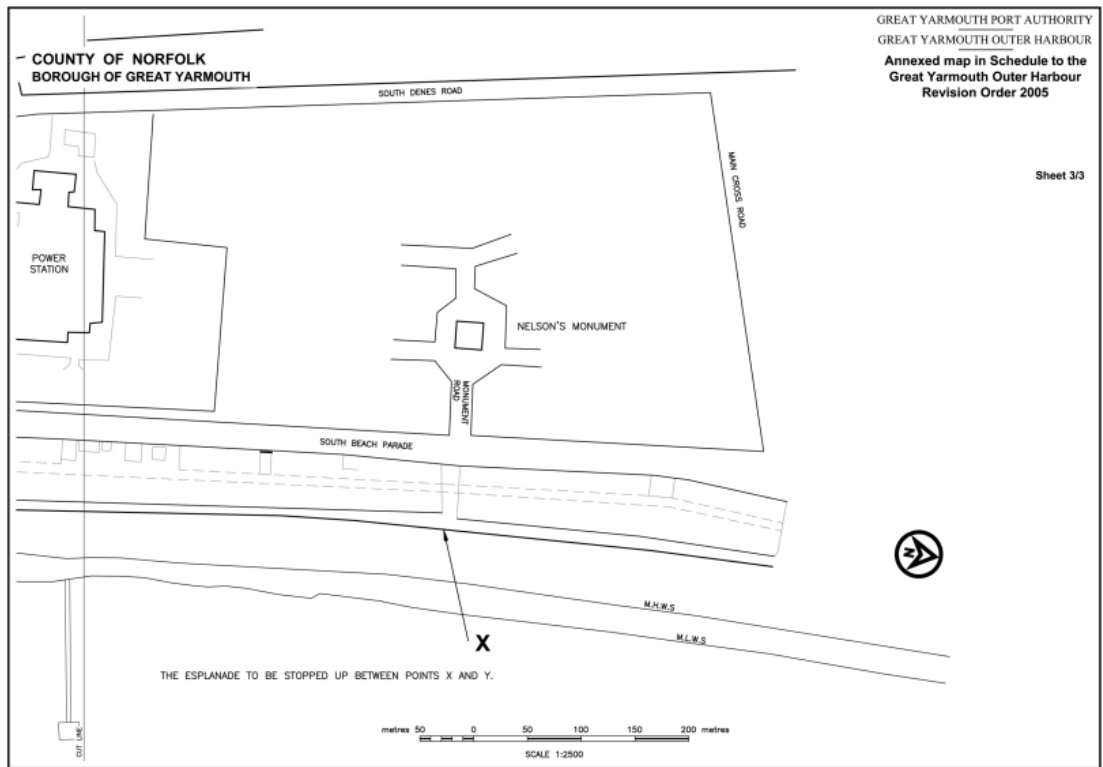 GREAT YARMOUTH PORT AUTHORITY
GREAT YARMOUTH OUTER HARBOUR
Annexed map in Schedule to the
Great Yarmouth Outer Harbour
Revision Order 2005
Sheet 3/3
COUNTY OF NORFOLK
BOROUGH OF GREAT YARMOUTH
SOUTH DENES ROAD
MAIN CROSS ROAD
POWER
STATION
NELSON'S MONUMENT
MONUMENT
ROAD
SOUTH BEACH PARADE
N
M.H.W.S
M.L.W.S
X
THE ESPLANADE TO BE STOPPED UP BETWEEN POINTS X AND Y.
CUT LINE
metres 50 0 50 100 150 200 metres
SCALE 1:2500